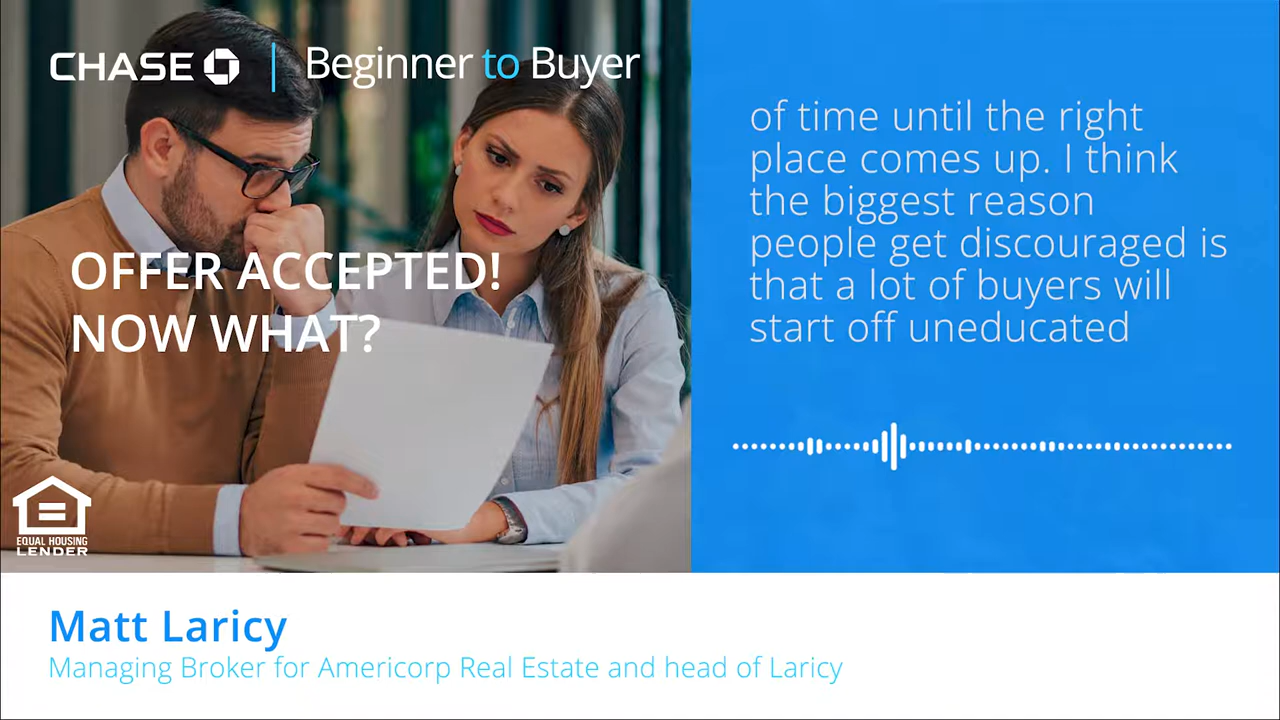 CHASE
Beginner to Buyer
OFFER ACCEPTED!
NOW WHAT?
EQUAL HOUSING
LENDER
of time until the right
place comes up. I think
the biggest reason
people get discouraged is
that a lot of buyers will
start off uneducated
Matt Laricy
Managing Broker for Americorp Real Estate and head of Laricy